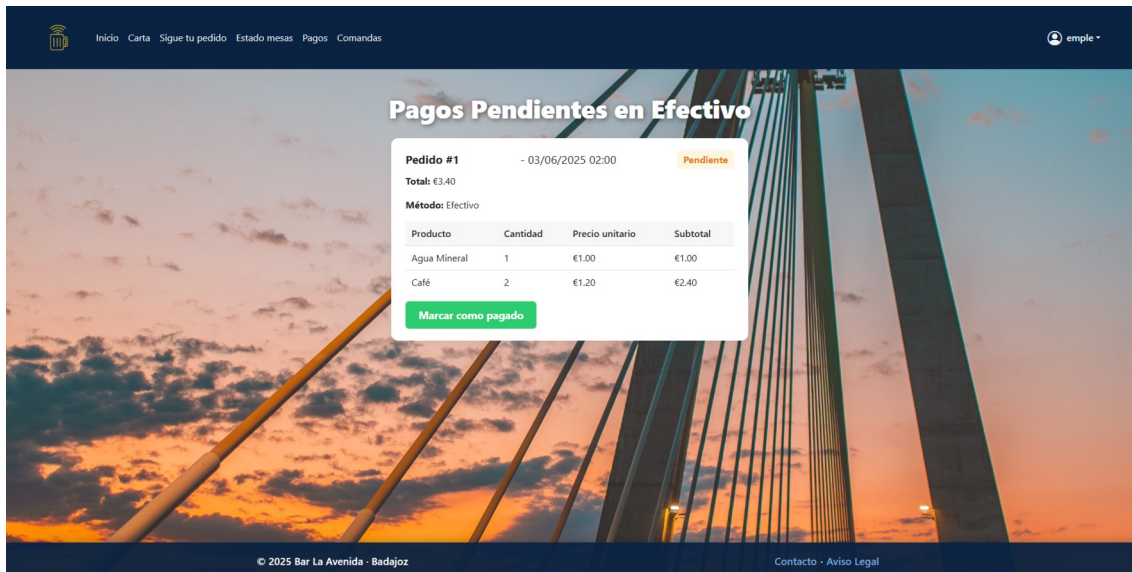 Inicio Carta Sigue tu pedido Estado mesas Pagos Comandas emple
Pagos Pendientes en Efectivo
Pedido #1 - 03/06/2025 02:00 Pendiente
Total: €3.40
Método: Efectivo
Producto Cantidad Precio unitario Subtotal
Agua Mineral 1 €1.00 €1.00
Café 2 €1.20 €2.40
Marcar como pagado
© 2025 Bar La Avenida · Badajoz Contacto · Aviso Legal